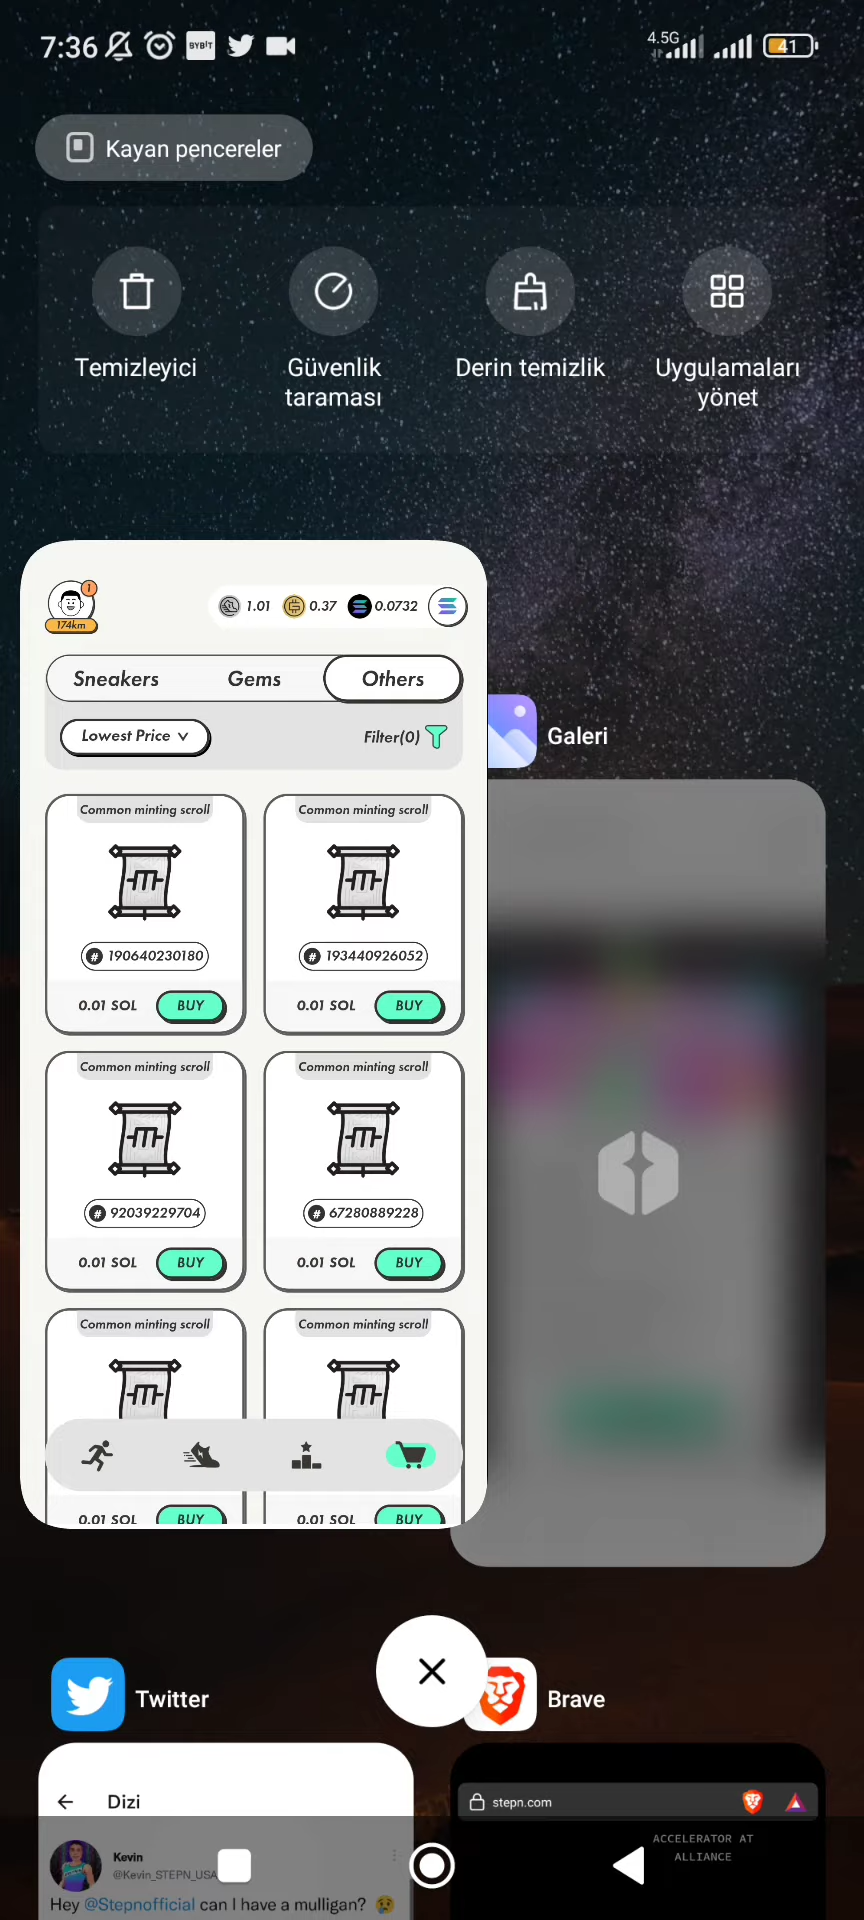 7:36
BYBIT
4.5G
41
Kayan pencereler
Temizleyici
Güvenlik
taraması
Derin temizlik
Uygulamaları
yönet
1
174km
1.01
0.37
0.0732
Sneakers
Gems
Others
Lowest Price
Filter(0)
Common minting scroll
Common minting scroll
# 190640230180
# 193440926052
0.01 SOL
BUY
0.01 SOL
BUY
Common minting scroll
Common minting scroll
# 92039229704
# 67280889228
0.01 SOL
BUY
0.01 SOL
BUY
Common minting scroll
Common minting scroll
0.01 SOL
BUY
0.01 SOL
BUY
Galeri
Twitter
Brave
Dizi
Kevin
@Kevin_STEPN_USA
Hey @Stepnofficial can I have a mulligan? 😢
stepn.com
ACCELERATOR AT
ALLIANCE